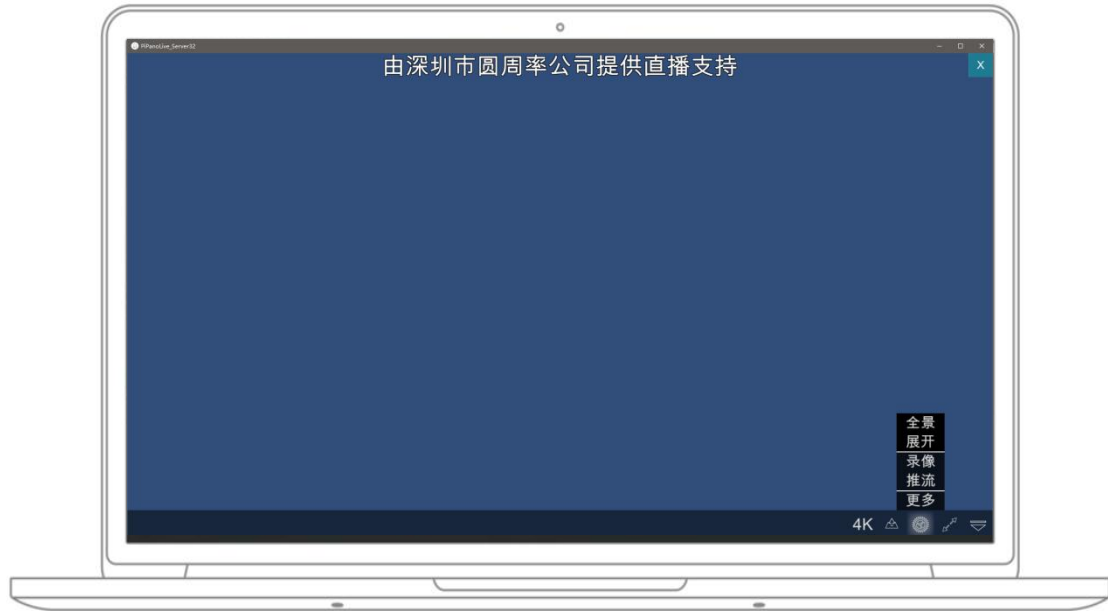 PiPanoLive_Server32
由深圳市圆周率公司提供直播支持
X
全景
展开
录像
推流
更多
4K